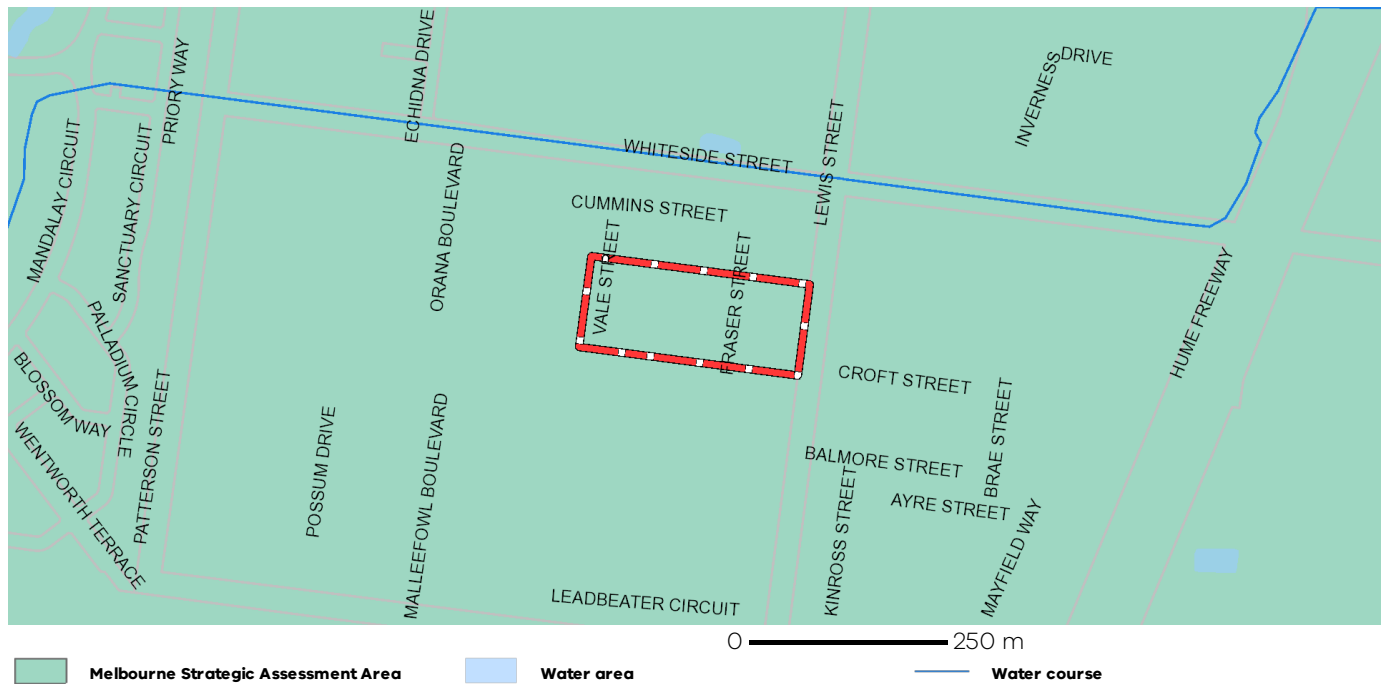 DRIVE
INVERNESS
ECHIDNA DRIVE
PRIORY WAY
LEWIS STREET
WHITESIDE STREET
MANDALAY CIRCUIT
SANCTUARY CIRCUIT
ORANA BOULEVARD
CUMMINS STREET
VALE STREET
FRASER STREET
HUME FREEWAY
PALLADIUM CIRCLE
BLOSSOM WAY
PATTERSON STREET
WENTWORTH TERRACE
POSSUM DRIVE
MALLEEFOWL BOULEVARD
CROFT STREET
BRAE STREET
BALMORE STREET
AYRE STREET
KINROSS STREET
MAYFIELD WAY
LEADBEATER CIRCUIT
0 250 m
Melbourne Strategic Assessment Area Water area Water course